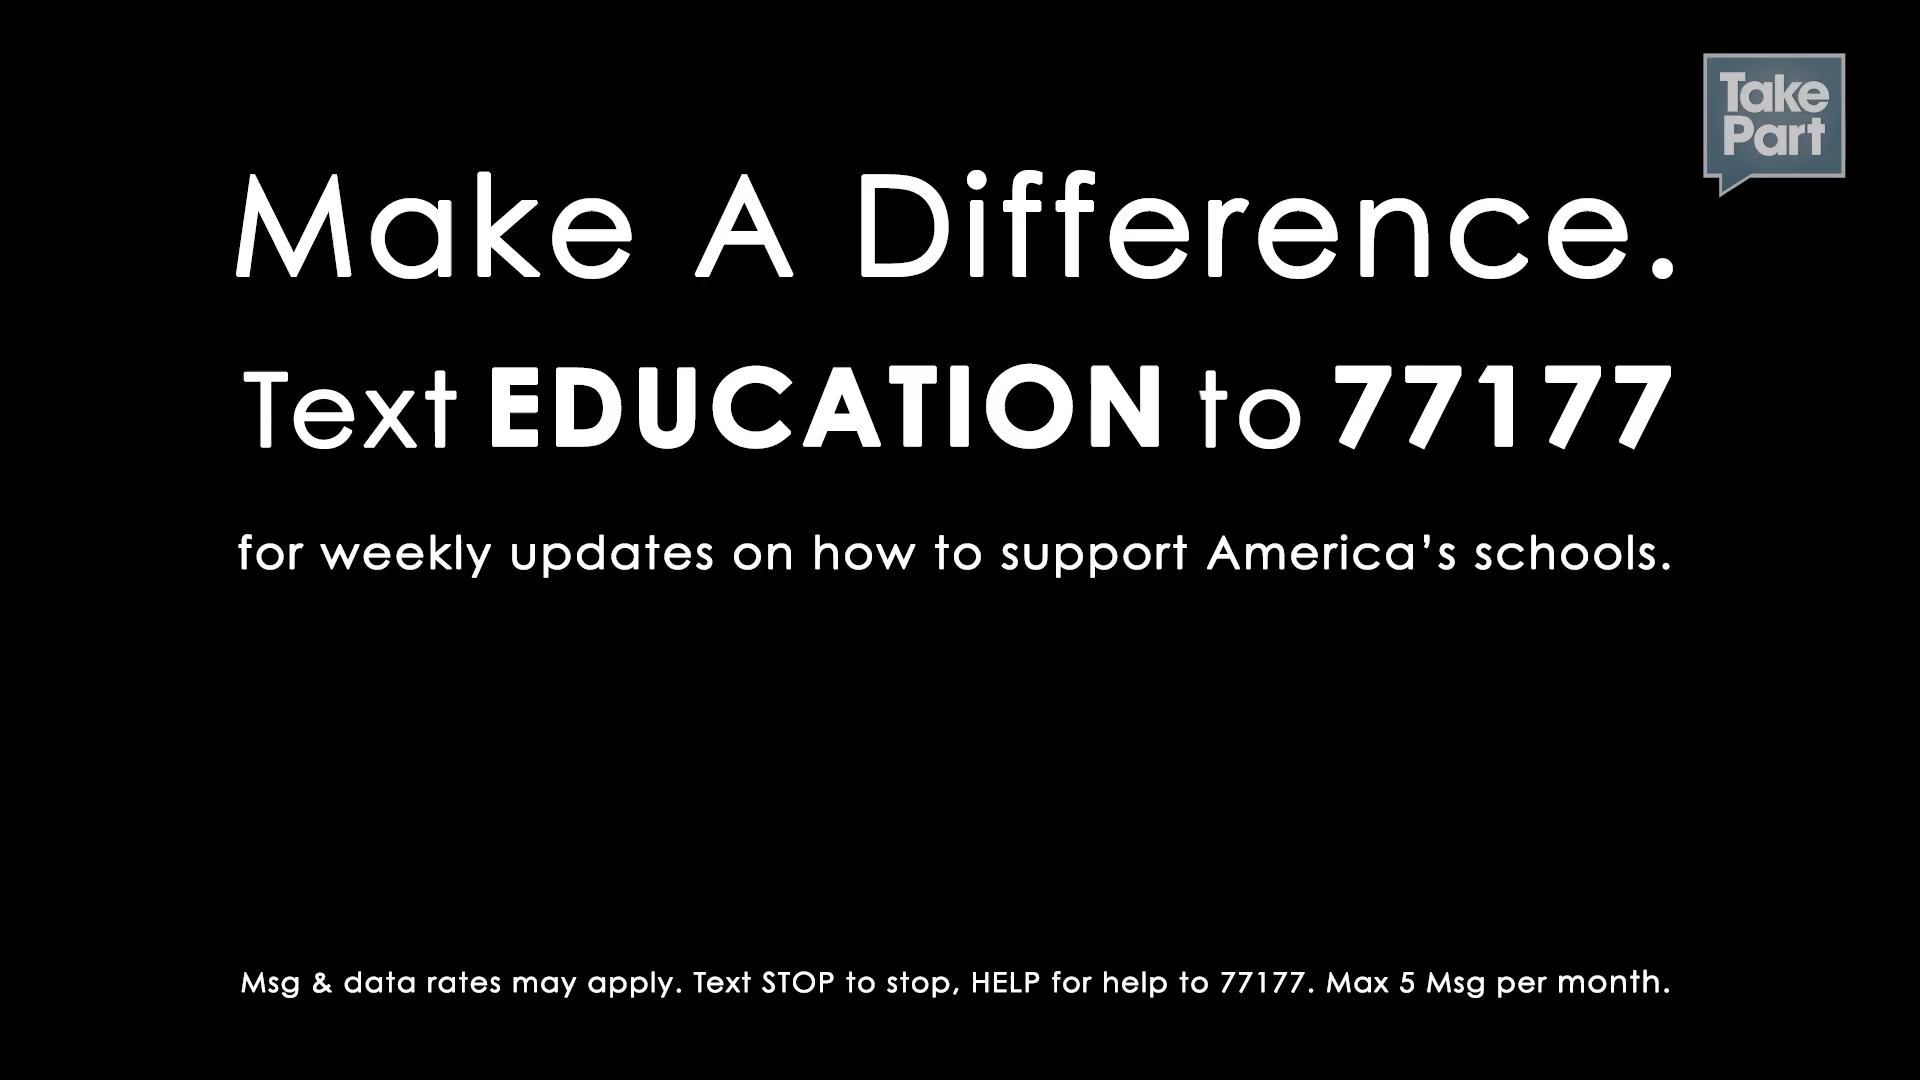 Take
Part
Make A Difference.
Text EDUCATION to 77177
for weekly updates on how to support America’s schools.
Msg & data rates may apply. Text STOP to stop, HELP for help to 77177. Max 5 Msg per month.